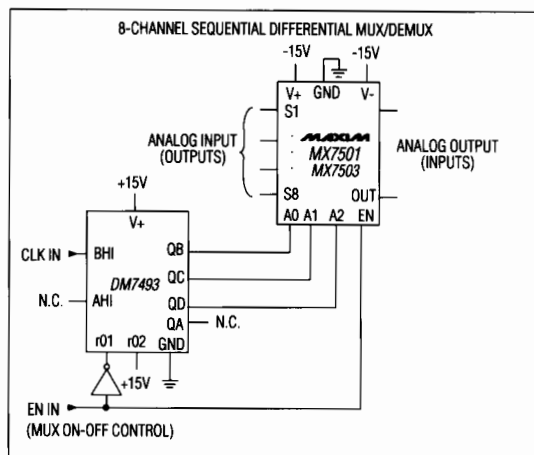 8-CHANNEL SEQUENTIAL DIFFERENTIAL MUX/DEMUX
-15V -15V
V+ GND V-
S1
ANALOG INPUT
(OUTPUTS)
MAXIM
MX7501
MX7503
ANALOG OUTPUT
(INPUTS)
S8 OUT
A0 A1 A2 EN
+15V
V+
CLK IN BHI QB
DM7493 QC
N.C. AHI QD
QA N.C.
r01 r02 GND
+15V
EN IN
(MUX ON-OFF CONTROL)